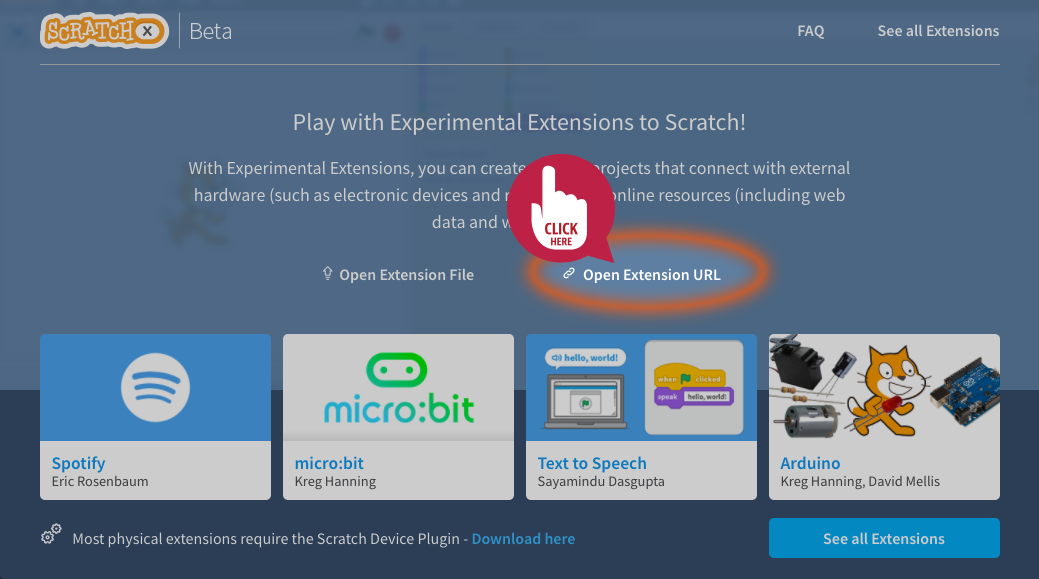 SCRATCHX Beta
FAQ
See all Extensions
Play with Experimental Extensions to Scratch!
With Experimental Extensions, you can create projects that connect with external
hardware (such as electronic devices and online resources (including web
data and
CLICK
HERE
Open Extension File
Open Extension URL
micro:bit
hello, world!
when clicked
speak hello, world!
Spotify
Eric Rosenbaum
micro:bit
Kreg Hanning
Text to Speech
Sayamindu Dasgupta
Arduino
Kreg Hanning, David Mellis
Most physical extensions require the Scratch Device Plugin - Download here
See all Extensions